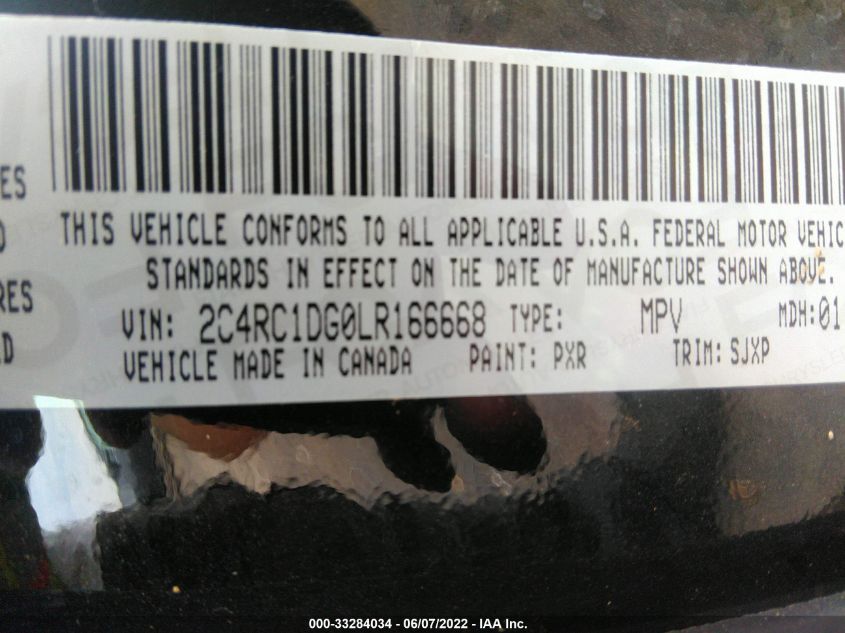 ES
THIS VEHICLE CONFORMS TO ALL APPLICABLE U.S.A. FEDERAL MOTOR VEHIC
STANDARDS IN EFFECT ON THE DATE OF MANUFACTURE SHOWN ABOVE.
RES
VIN: 2C4RC1DG0LR166668 TYPE: MPV MDH:01
D
VEHICLE MADE IN CANADA PAINT: PXR TRIM: SJXP
000-33284034 - 06/07/2022 - IAA Inc.